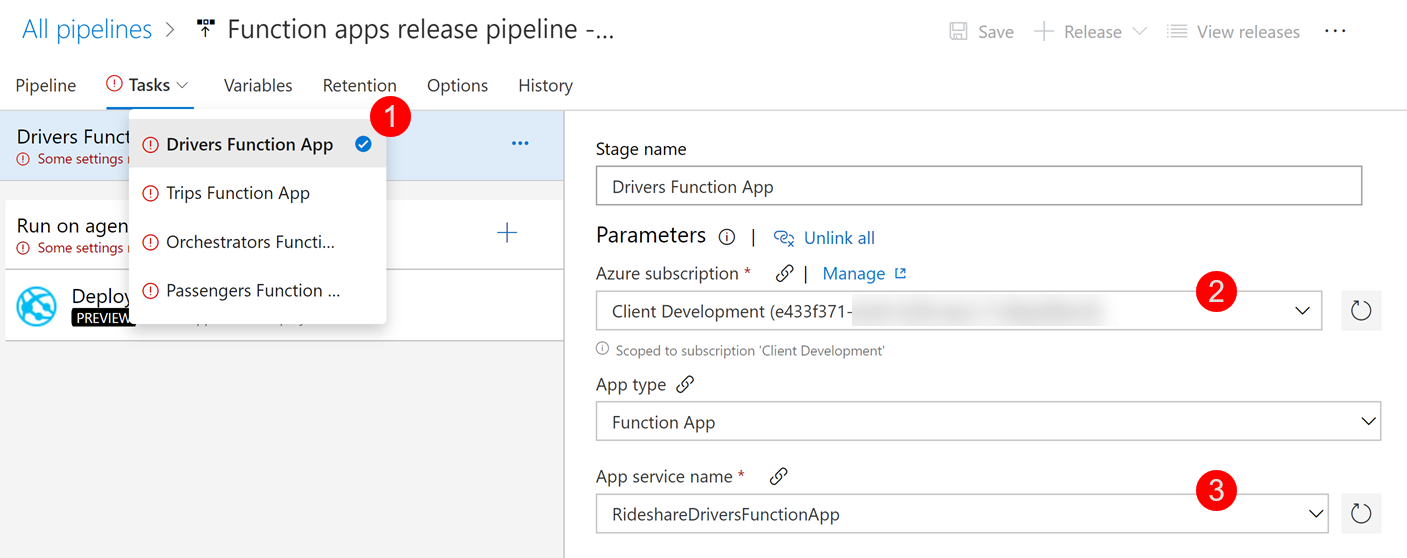 All pipelines > Function apps release pipeline -...
Save Release View releases ...
Pipeline Tasks Variables Retention Options History
1
Drivers Funct
Some settings
Drivers Function App
Trips Function App
Orchestrators Functi...
Passengers Function ...
Run on agen
Some settings
Deploy
PREVIEW
Stage name
Drivers Function App
Parameters | Unlink all
Azure subscription * | Manage
2
Client Development (e433f371-
Scoped to subscription 'Client Development'
App type
Function App
App service name *
3
RideshareDriversFunctionApp